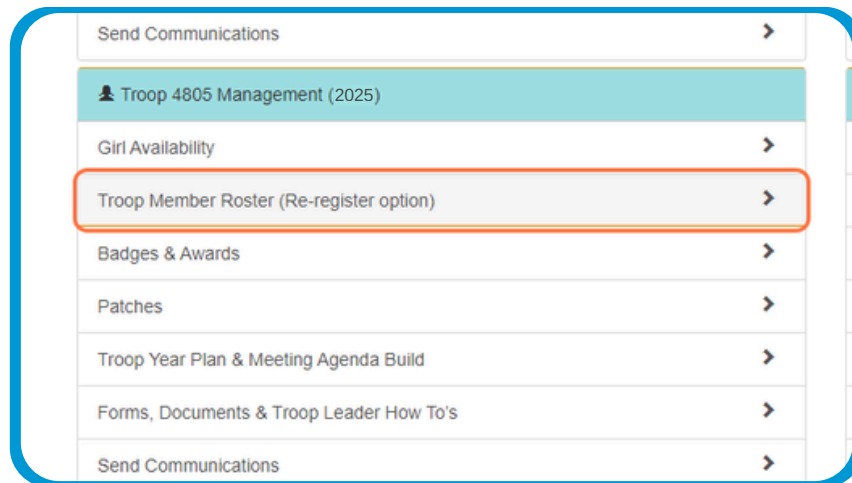 Send Communications
Troop 4805 Management (2025)
Girl Availability
Troop Member Roster (Re-register option)
Badges & Awards
Patches
Troop Year Plan & Meeting Agenda Build
Forms, Documents & Troop Leader How To's
Send Communications